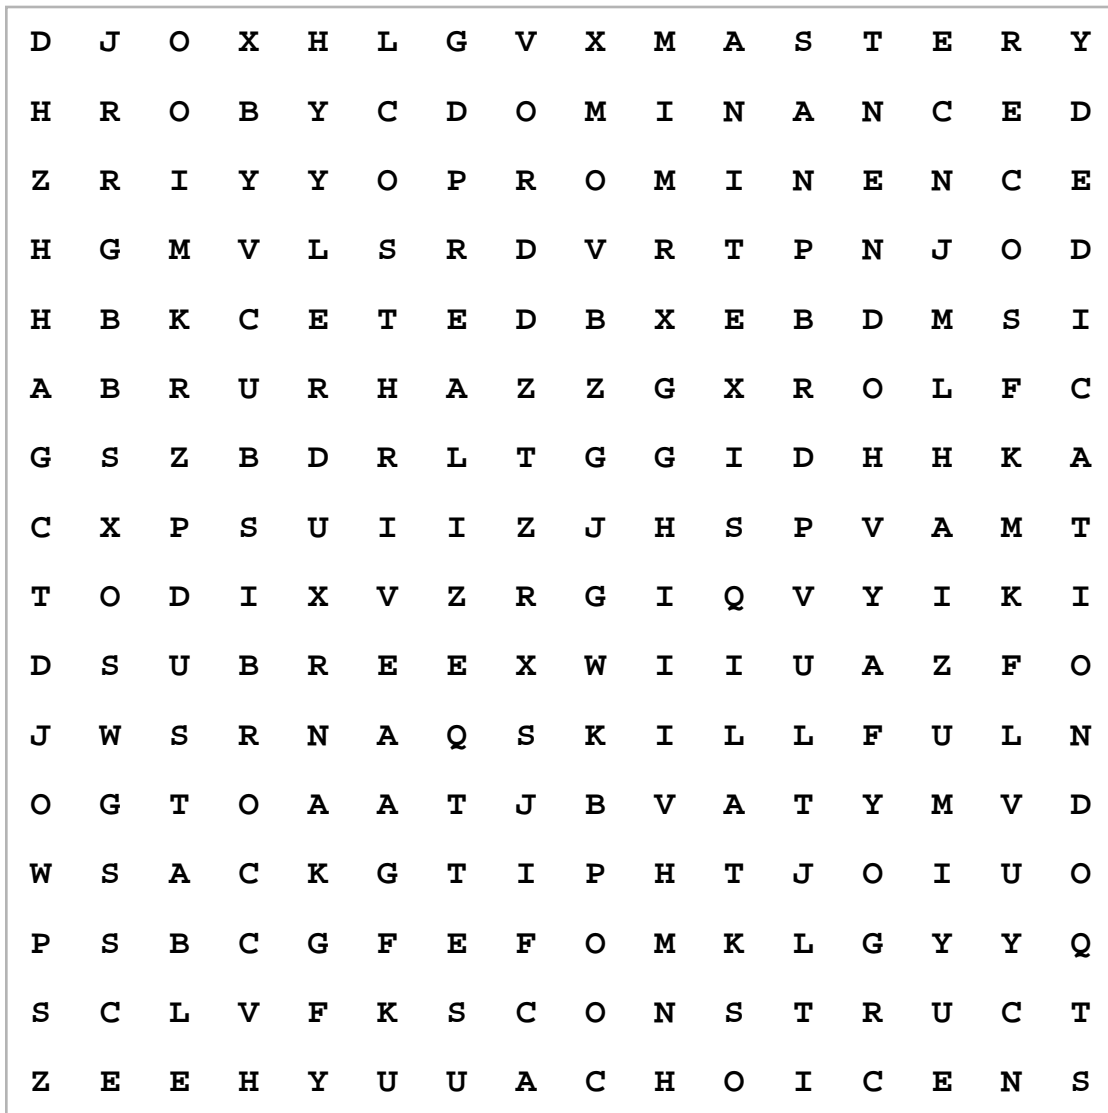 D J O X H L G V X M A S T E R Y
H R O B Y C D O M I N A N C E D
Z R I Y Y O P R O M I N E N C E
H G M V L S R D V R T P N J O D
H B K C E T E D B X E B D M S I
A B R U R H A Z Z G X R O L F C
G S Z B D R L T G G I D H H K A
C X P S U I I Z J H S P V A M T
T O D I X V Z R G I Q V Y I K I
D S U B R E E X W I I U A Z F O
J W S R N A Q S K I L L F U L N
O G T O A A T J B V A T Y M V D
W S A C K G T I P H T J O I U O
P S B C G F E F O M K L G Y Y Q
S C L V F K S C O N S T R U C T
Z E E H Y U U A C H O I C E N S